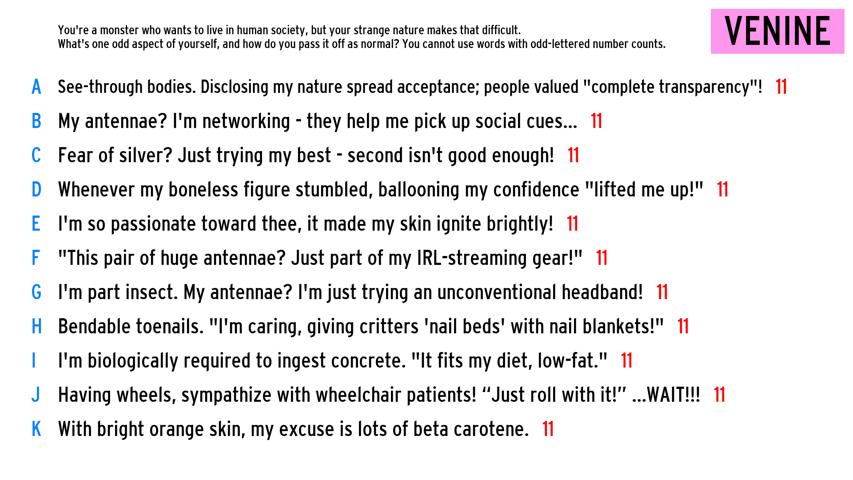 You're a monster who wants to live in human society, but your strange nature makes that difficult.
What's one odd aspect of yourself, and how do you pass it off as normal? You cannot use words with odd-lettered number counts.
VENINE
A See-through bodies. Disclosing my nature spread acceptance; people valued "complete transparency"! 11
B My antennae? I'm networking - they help me pick up social cues... 11
C Fear of silver? Just trying my best - second isn't good enough! 11
D Whenever my boneless figure stumbled, ballooning my confidence "lifted me up!" 11
E I'm so passionate toward thee, it made my skin ignite brightly! 11
F "This pair of huge antennae? Just part of my IRL-streaming gear!" 11
G I'm part insect. My antennae? I'm just trying an unconventional headband! 11
H Bendable toenails. "I'm caring, giving critters 'nail beds' with nail blankets!" 11
I I'm biologically required to ingest concrete. "It fits my diet, low-fat." 11
J Having wheels, sympathize with wheelchair patients! “Just roll with it!” ...WAIT!!! 11
K With bright orange skin, my excuse is lots of beta carotene. 11